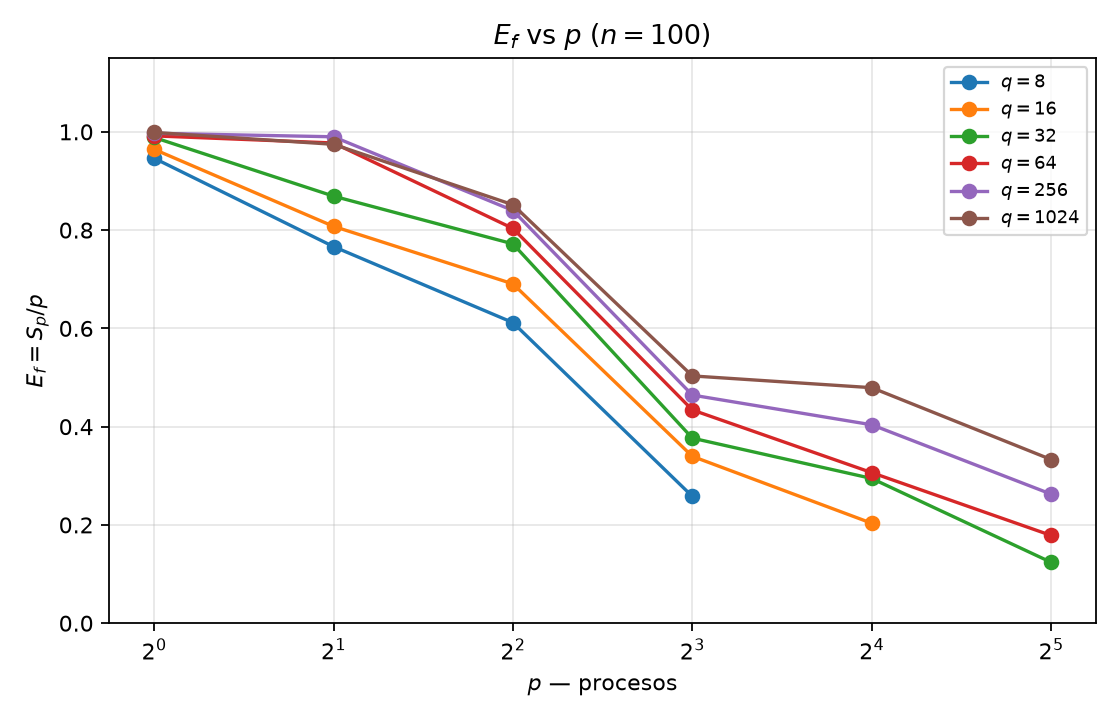 E_f vs p (n = 100)
q = 8
q = 16
q = 32
q = 64
q = 256
q = 1024
E_f = S_p/p
1.0
0.8
0.6
0.4
0.2
0.0
2^0 2^1 2^2 2^3 2^4 2^5
p — procesos